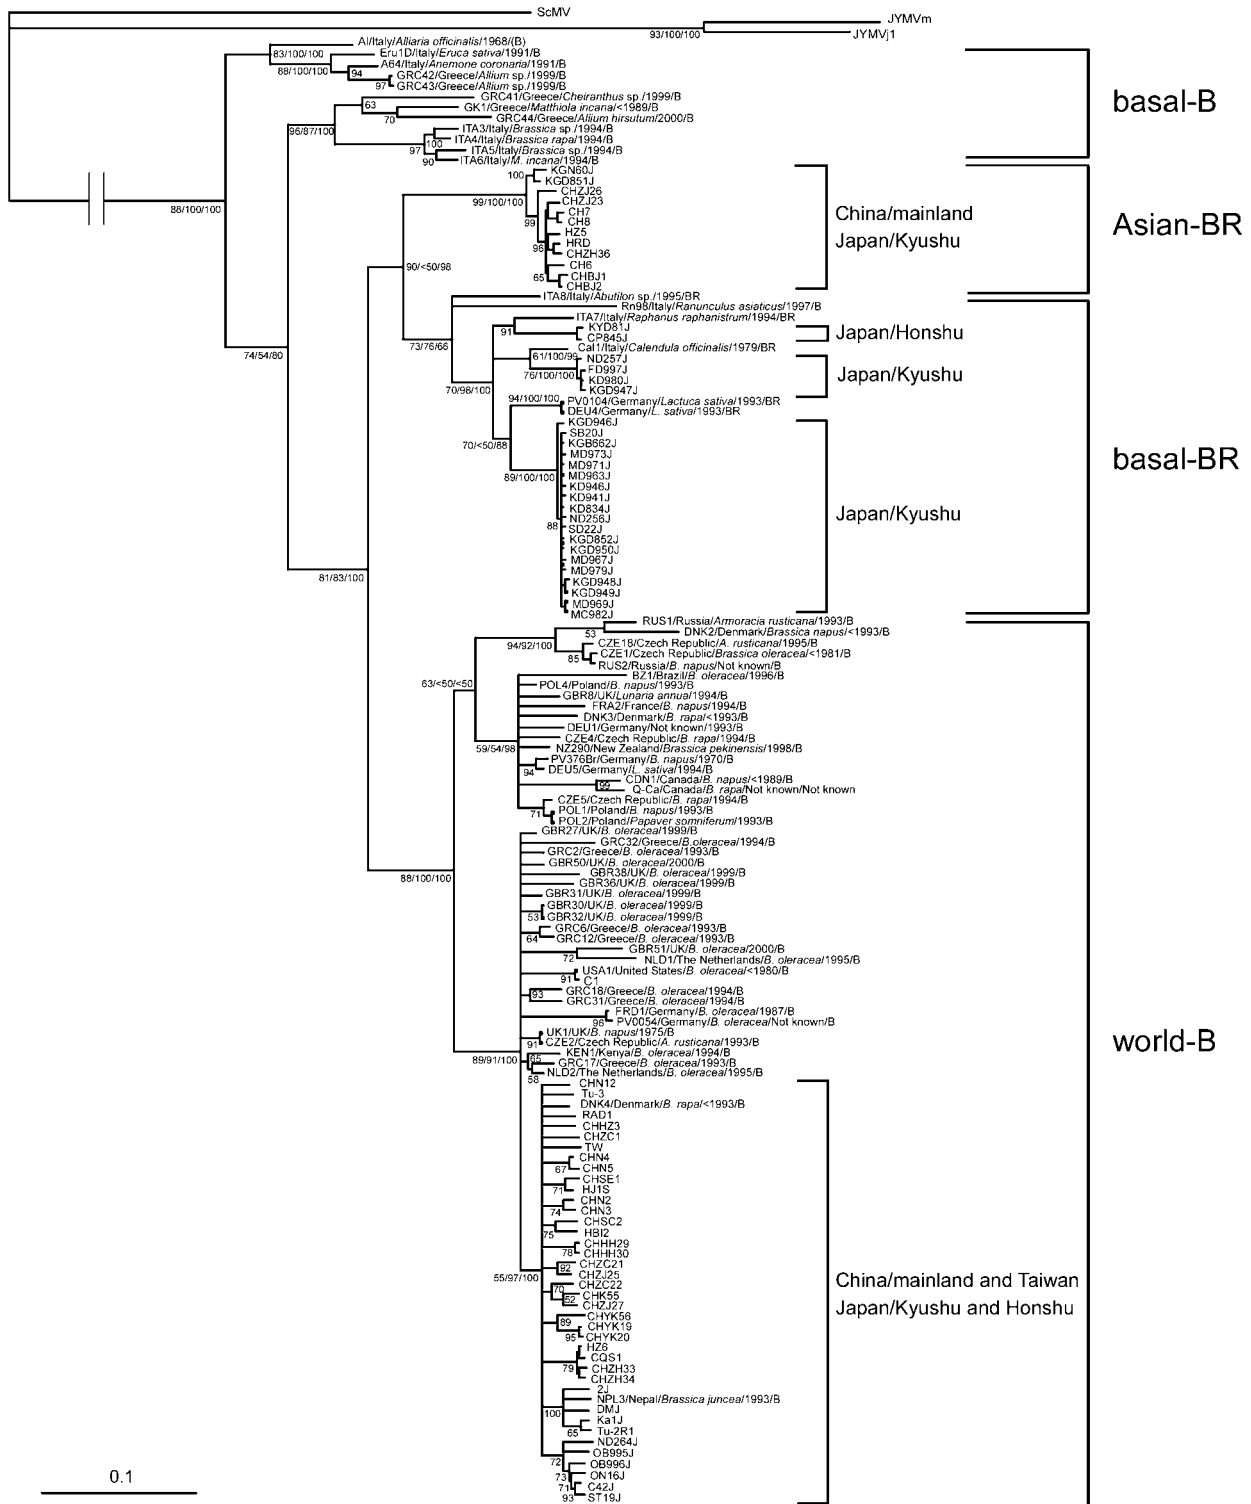 ScMV
JYMVm
93/100/100
JYMVj1
Al/Italy/Alliaria officinalis/1968/(B)
83/100/100
Eru1D/Italy/Eruca sativa/1991/B
88/100/100
A64/Italy/Anemone coronaria/1991/B
94
GRC42/Greece/Allium sp./1999/B
97
GRC43/Greece/Allium sp./1999/B
GRC41/Greece/Cheiranthus sp./1999/B
63
GK1/Greece/Matthiola incana/<1989/B
70
GRC44/Greece/Allium hirsutum/2000/B
96/87/100
ITA3/Italy/Brassica sp./1994/B
100
ITA4/Italy/Brassica rapa/1994/B
97
ITA5/Italy/Brassica sp./1994/B
90
ITA6/Italy/M. incana/1994/B
basal-B
88/100/100
100
KGN60J
KGD851J
99/100/100
CHZJ26
CHZJ23
99
CH7
CH8
HZ5
96
HRD
CHZH36
CH6
65
CHBJ1
CHBJ2
China/mainland
Japan/Kyushu
Asian-BR
90/<50/98
ITA8/Italy/Abutilon sp./1995/BR
Rn98/Italy/Ranunculus asiaticus/1997/B
ITA7/Italy/Raphanus raphanistrum/1994/BR
91
KYD81J
CP845J
Japan/Honshu
73/76/66
74/54/80
Cal1/Italy/Calendula officinalis/1979/BR
61/100/99
ND257J
76/100/100
FD997J
KD980J
KGD947J
Japan/Kyushu
70/98/100
94/100/100
PV0104/Germany/Lactuca sativa/1993/BR
DEU4/Germany/L. sativa/1993/BR
70/<50/88
KGD946J
SB20J
KGB662J
MD973J
MD971J
89/100/100
MD963J
KD946J
KD941J
KD834J
ND256J
88
SD22J
KGD852J
KGD950J
MD967J
MD979J
KGD948J
KGD949J
MD969J
MC982J
Japan/Kyushu
basal-BR
81/83/100
RUS1/Russia/Armoracia rusticana/1993/B
53
DNK2/Denmark/Brassica napus/<1993/B
94/92/100
CZE18/Czech Republic/A. rusticana/1995/B
85
CZE1/Czech Republic/Brassica oleracea/<1981/B
RUS2/Russia/B. napus/Not known/B
63/<50/<50
BZ1/Brazil/B. oleracea/1996/B
POL4/Poland/B. napus/1993/B
GBR8/UK/Lunaria annua/1994/B
FRA2/France/B. napus/1994/B
DNK3/Denmark/B. rapa/<1993/B
DEU1/Germany/Not known/1993/B
CZE4/Czech Republic/B. rapa/1994/B
59/54/98
NZ290/New Zealand/Brassica pekinensis/1998/B
PV376Br/Germany/B. napus/1970/B
94
DEU5/Germany/L. sativa/1994/B
CDN1/Canada/B. napus/<1989/B
99
Q-Ca/Canada/B. rapa/Not known/Not known
CZE5/Czech Republic/B. rapa/1994/B
71
POL1/Poland/B. napus/1993/B
POL2/Poland/Papaver somniferum/1993/B
GBR27/UK/B. oleracea/1999/B
GRC32/Greece/B.oleracea/1994/B
GRC2/Greece/B. oleracea/1993/B
GBR50/UK/B. oleracea/2000/B
88/100/100
GBR38/UK/B. oleracea/1999/B
GBR36/UK/B. oleracea/1999/B
GBR31/UK/B. oleracea/1999/B
GBR30/UK/B. oleracea/1999/B
53
GBR32/UK/B. oleracea/1999/B
GRC6/Greece/B. oleracea/1993/B
64
GRC12/Greece/B. oleracea/1993/B
GBR51/UK/B. oleracea/2000/B
72
NLD1/The Netherlands/B. oleracea/1995/B
USA1/United States/B. oleracea/<1980/B
91
C1
GRC18/Greece/B. oleracea/1994/B
93
GRC31/Greece/B. oleracea/1994/B
FRD1/Germany/B. oleracea/1987/B
96
PV0054/Germany/B. oleracea/Not known/B
UK1/UK/B. napus/1975/B
91
CZE2/Czech Republic/A. rusticana/1993/B
89/91/100
KEN1/Kenya/B. oleracea/1994/B
65
GRC17/Greece/B. oleracea/1993/B
58
NLD2/The Netherlands/B. oleracea/1995/B
world-B
CHN12
Tu-3
DNK4/Denmark/B. rapa/<1993/B
RAD1
CHHZ3
CHZC1
TW
CHN4
67
CHN5
CHSE1
71
HJ1S
CHN2
74
CHN3
CHSC2
75
HBI2
CHHH29
78
CHHH30
55/97/100
CHZC21
92
CHZJ25
CHZC22
70
CHK55
52
CHZJ27
China/mainland and Taiwan
Japan/Kyushu and Honshu
CHYK56
89
CHYK19
95
CHYK20
HZ6
CQS1
79
CHZH33
CHZH34
2J
NPL3/Nepal/Brassica juncea/1993/B
100
DMJ
Ka1J
65
Tu-2R1
ND264J
OB995J
72
OB996J
73
ON16J
71
C42J
93
ST19J
0.1